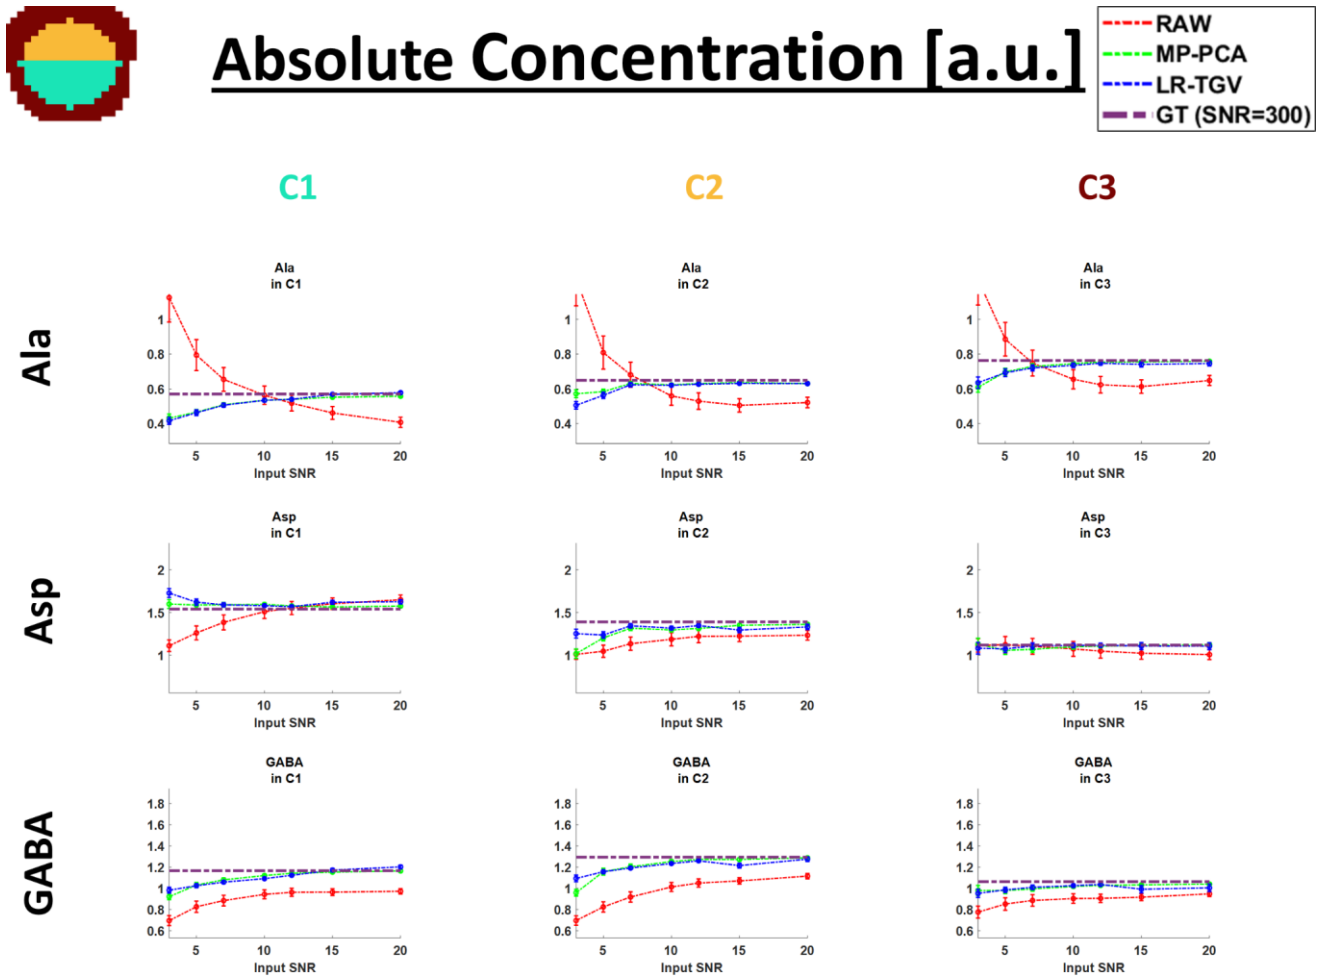 Absolute Concentration [a.u.]
RAW
MP-PCA
LR-TGV
GT (SNR=300)
C1
C2
C3
Ala
Ala
in C1
1
0.8
0.6
0.4
5
10
15
20
Input SNR
Ala
in C2
1
0.8
0.6
0.4
5
10
15
20
Input SNR
Ala
in C3
1
0.8
0.6
0.4
5
10
15
20
Input SNR
Asp
Asp
in C1
2
1.5
1
5
10
15
20
Input SNR
Asp
in C2
2
1.5
1
5
10
15
20
Input SNR
Asp
in C3
2
1.5
1
5
10
15
20
Input SNR
GABA
GABA
in C1
1.8
1.6
1.4
1.2
1
0.8
0.6
5
10
15
20
Input SNR
GABA
in C2
1.8
1.6
1.4
1.2
1
0.8
0.6
5
10
15
20
Input SNR
GABA
in C3
1.8
1.6
1.4
1.2
1
0.8
0.6
5
10
15
20
Input SNR